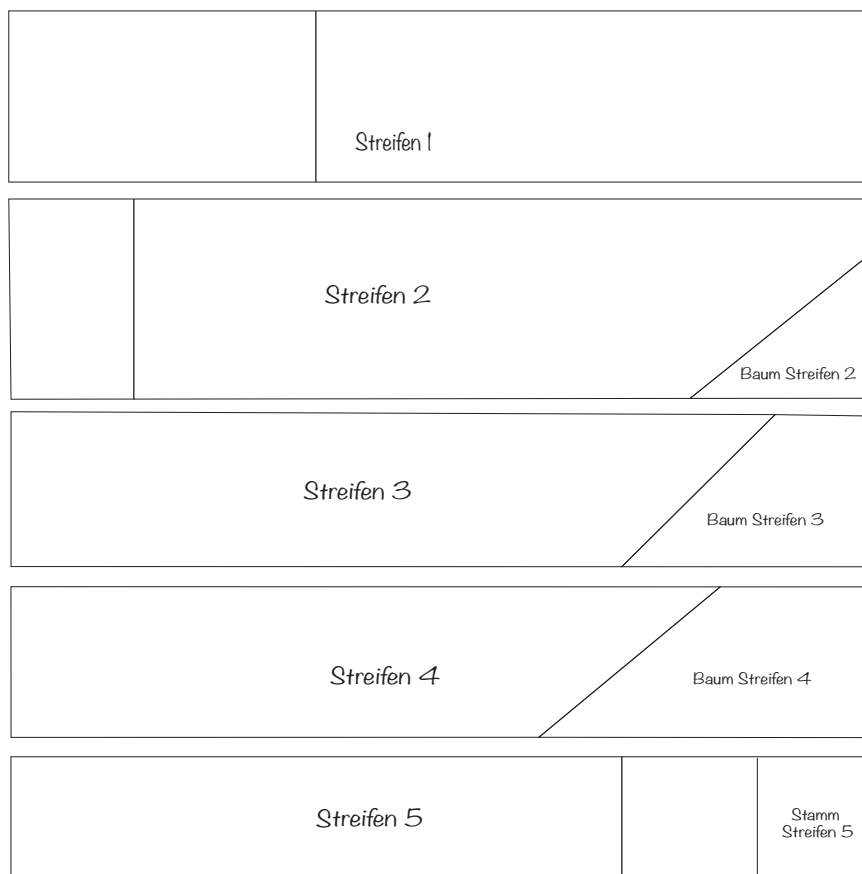 Streifen 1
Streifen 2
Baum Streifen 2
Streifen 3
Baum Streifen 3
Streifen 4
Baum Streifen 4
Streifen 5
Stamm
Streifen 5